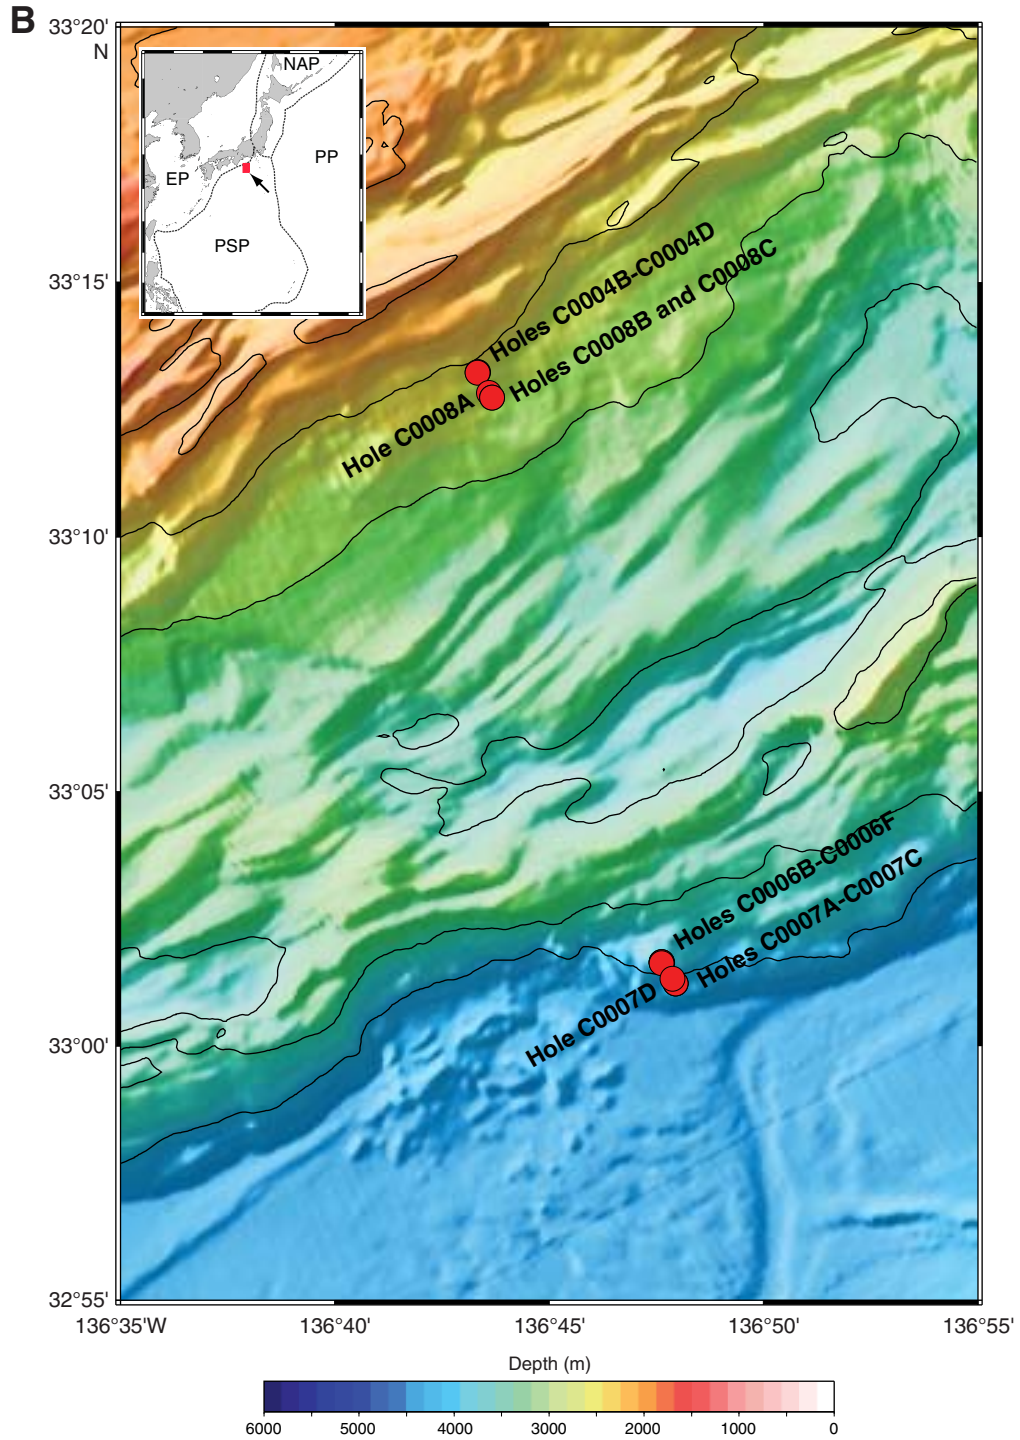 B
33°20'
N
NAP
PP
EP
PSP
33°15'
Holes C0004B-C0004D
Holes C0008B and C0008C
Hole C0008A
33°10'
33°05'
Holes C0006B-C0006F
Holes C0007A-C0007C
Hole C0007D
33°00'
32°55'
136°35'W 136°40' 136°45' 136°50' 136°55'
Depth (m)
6000 5000 4000 3000 2000 1000 0